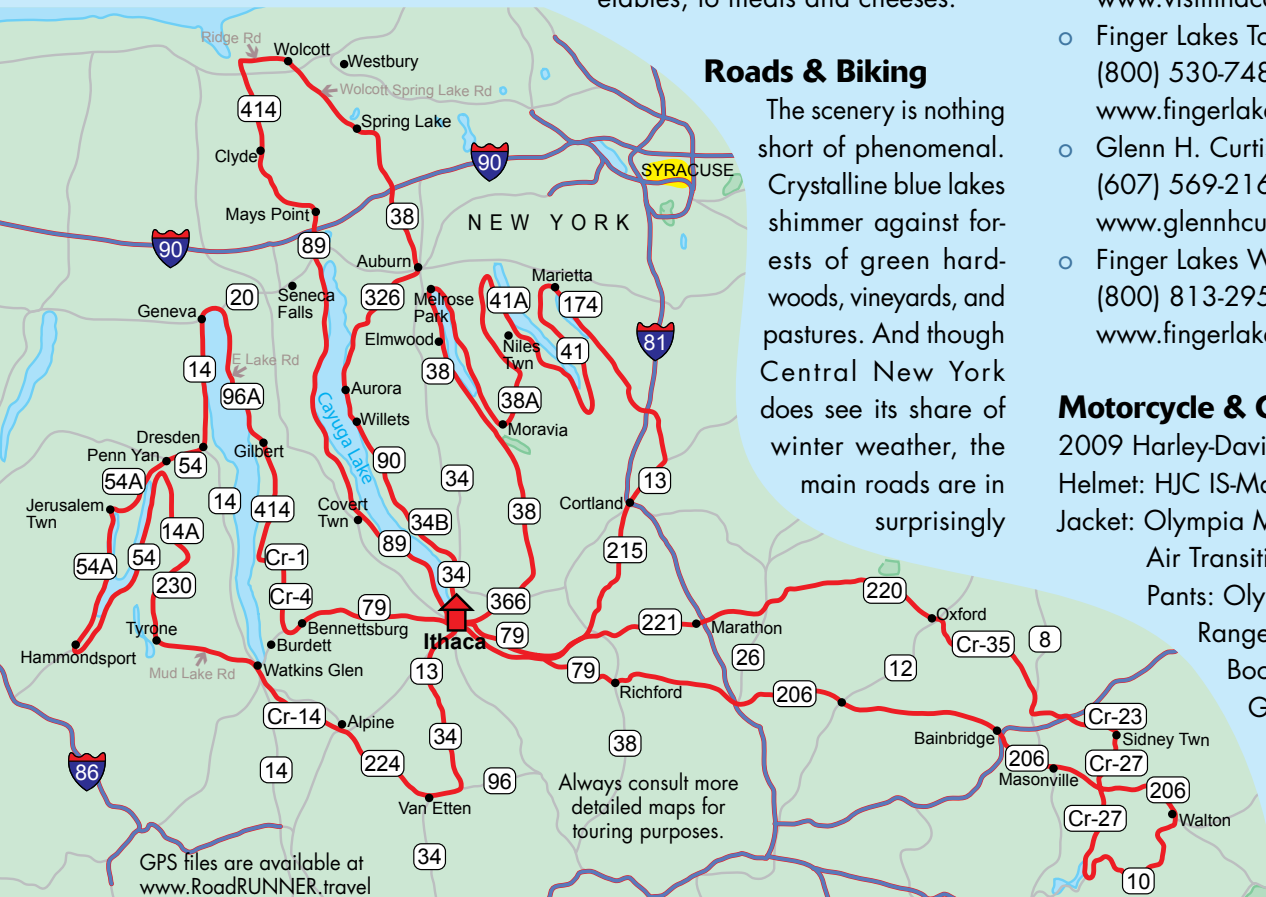 etables, to meats and cheeses.
Roads & Biking
The scenery is nothing
short of phenomenal.
Crystalline blue lakes
shimmer against for-
ests of green hard-
woods, vineyards, and
pastures. And though
Central New York
does see its share of
winter weather, the
main roads are in
surprisingly
Finger Lakes
(800) 530-748
www.fingerlak
Glenn H. Curti
(607) 569-216
www.glennhcu
Finger Lakes W
(800) 813-295
www.fingerlake
Motorcycle &
2009 Harley-Davi
Helmet: HJC IS-Ma
Jacket: Olympia M
Air Transiti
Pants: Oly
Range
Boo
G
Ridge Rd
Wolcott
Westbury
Wolcott Spring Lake Rd
414
Spring Lake
Clyde
90
SYRACUSE
Mays Point
38
NEW YORK
90
89
Auburn
Marietta
20
Seneca
Falls
326
Melrose
Park
41A
174
Geneva
Elmwood
Niles
Twn
41
81
E Lake Rd
14
38
96A
Aurora
38A
Cayuga Lake
Willets
Moravia
Dresden
Penn Yan
54
Gilbert
90
54A
34
13
Jerusalem
Twn
14
414
Covert
Twn
34B
38
Cortland
14A
54
89
215
54A
Cr-1
230
34
Cr-4
366
220
79
Bennettsburg
Ithaca
79
221
Marathon
Oxford
Tyrone
Burdett
Cr-35
8
Hammondsport
Mud Lake Rd
Watkins Glen
13
79
Richford
26
12
206
Cr-14
Alpine
34
38
Cr-23
Bainbridge
Sidney Twn
86
14
224
96
206
Masonville
Cr-27
206
Van Etten
Cr-27
Walton
34
10
Always consult more
detailed maps for
touring purposes.
GPS files are available at
www.RoadRUNNER.travel